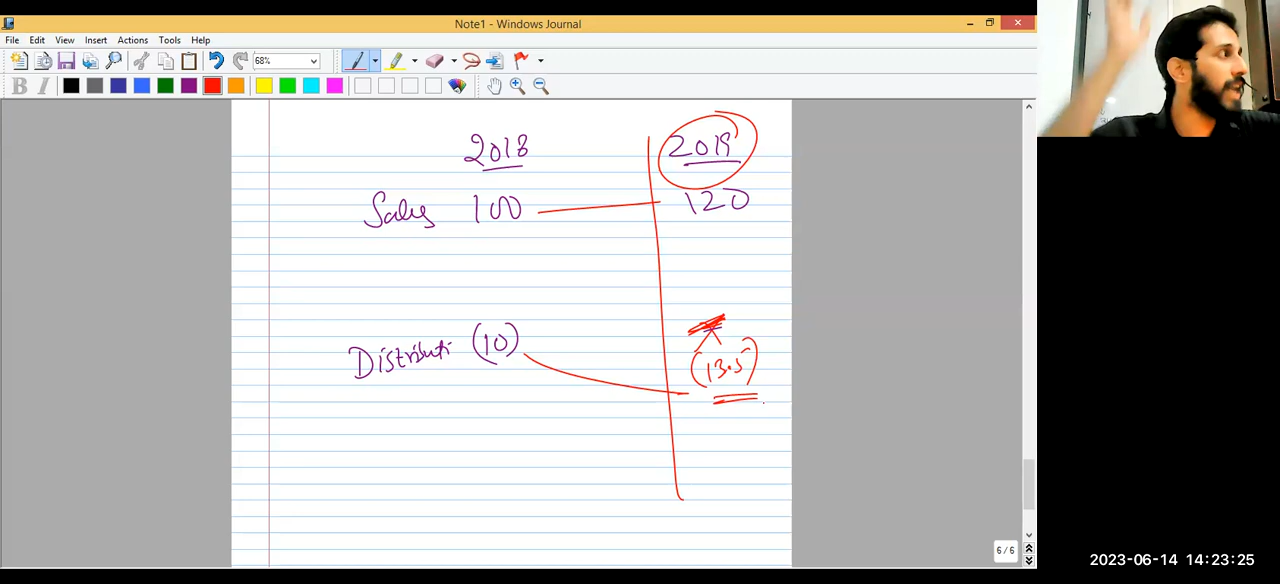 Note1 - Windows Journal
File Edit View Insert Actions Tools Help
68%
B I
2018 2019
Sales 100 120
Distributi (10) (13.5)
6 / 6
2023-06-14 14:23:25